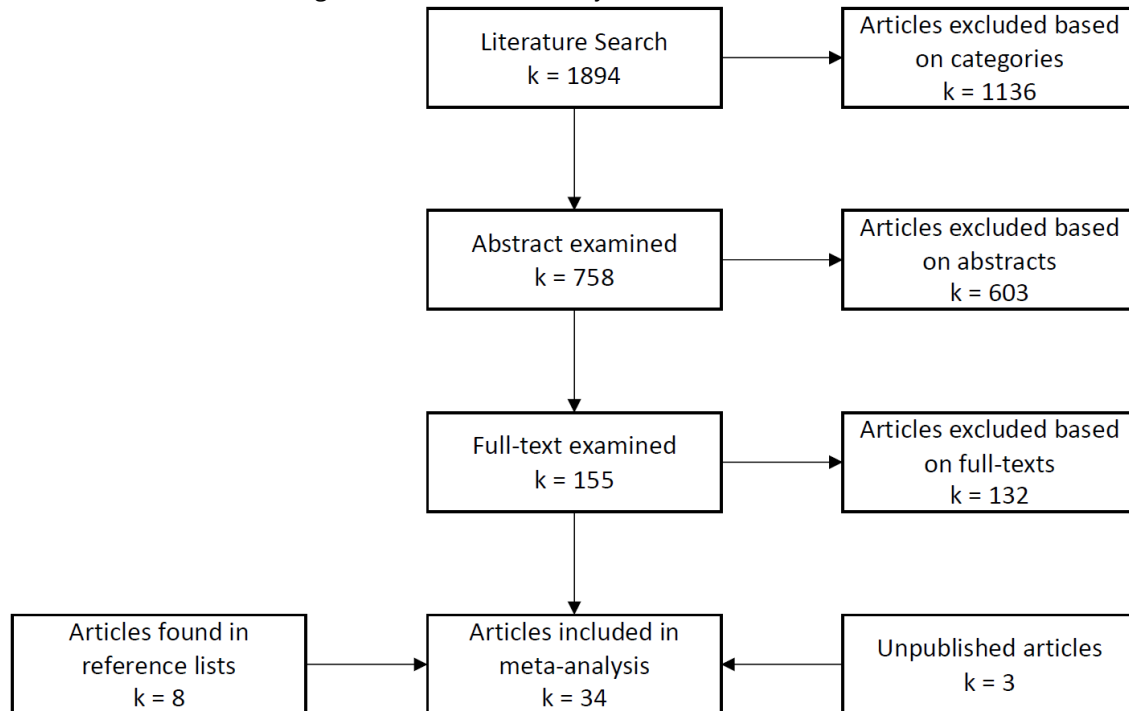 Literature Search
k = 1894
Articles excluded based
on categories
k = 1136
Abstract examined
k = 758
Articles excluded based
on abstracts
k = 603
Full-text examined
k = 155
Articles excluded based
on full-texts
k = 132
Articles found in
reference lists
k = 8
Articles included in
meta-analysis
k = 34
Unpublished articles
k = 3